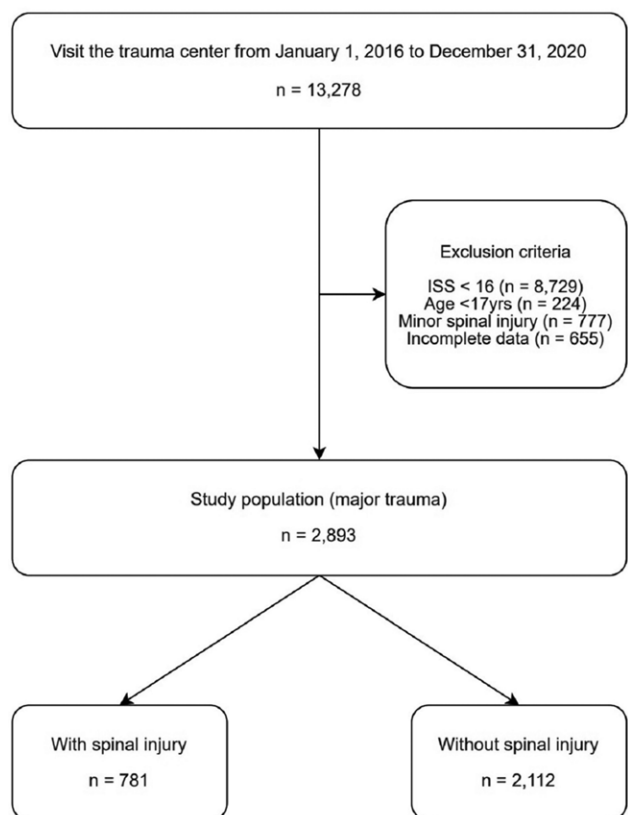 Visit the trauma center from January 1, 2016 to December 31, 2020
n = 13,278
Exclusion criteria
ISS < 16 (n = 8,729)
Age <17yrs (n = 224)
Minor spinal injury (n = 777)
Incomplete data (n = 655)
Study population (major trauma)
n = 2,893
With spinal injury
n = 781
Without spinal injury
n = 2,112